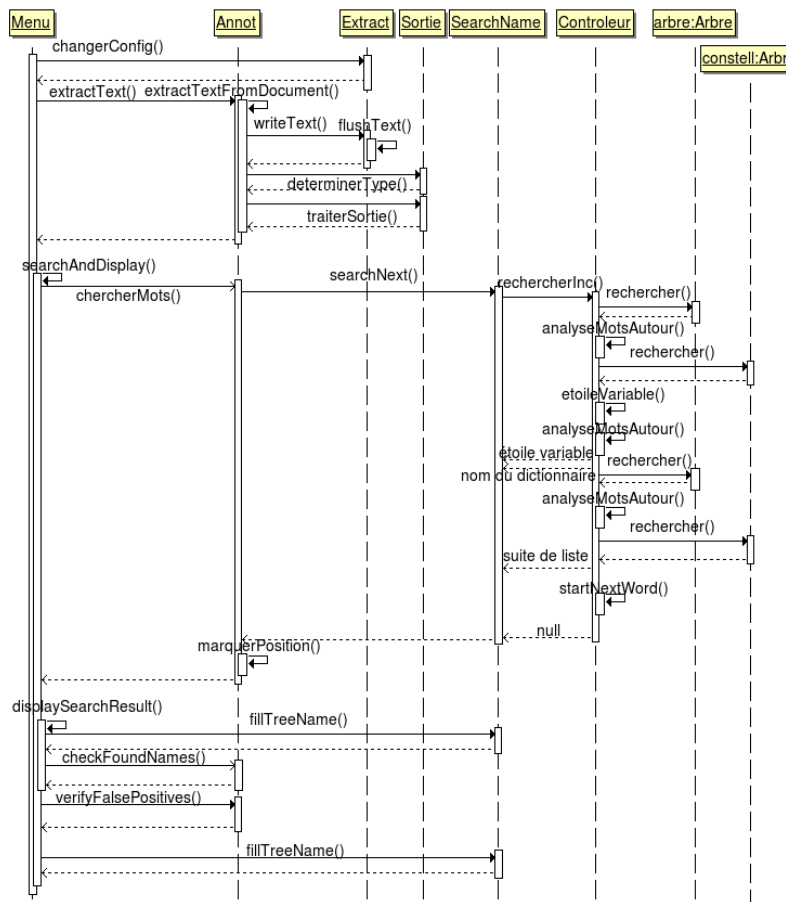 Menu
Annot
Extract
Sortie
SearchName
Controleur
arbre:Arbre
constell:Arbr
changerConfig()
extractText()
extractTextFromDocument()
writeText()
flushText()
determinerType()
traiterSortie()
searchAndDisplay()
chercherMots()
searchNext()
rechercherInc()
rechercher()
analyseMotsAutour()
rechercher()
etoileVariable()
analyseMotsAutour()
étoile variable
rechercher()
nom du dictionnaire
analyseMotsAutour()
rechercher()
suite de liste
startNextWord()
null
marquerPosition()
displaySearchResult()
fillTreeName()
checkFoundNames()
verifyFalsePositives()
fillTreeName()